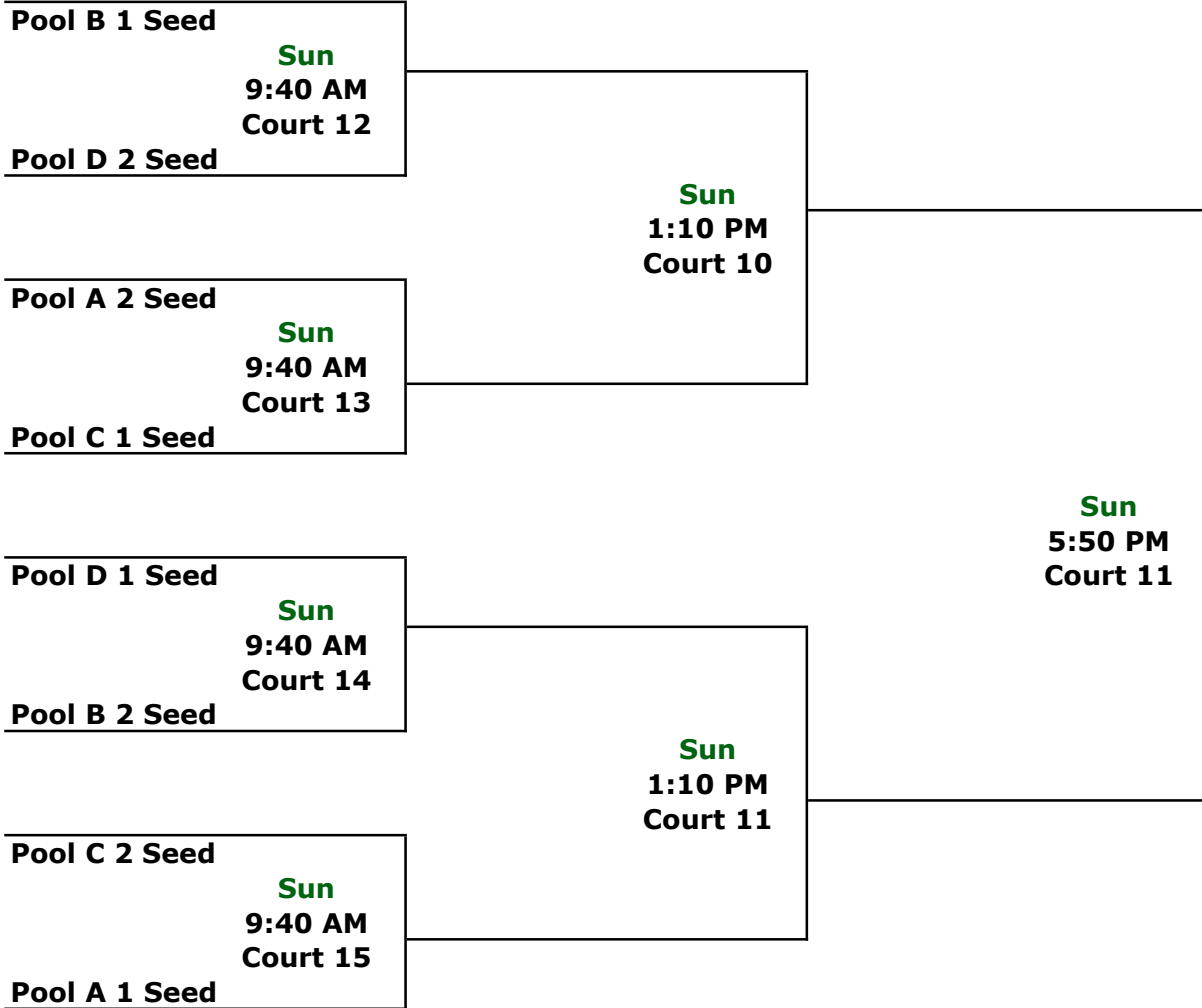 Pool B 1 Seed
Sun
9:40 AM
Court 12
Pool D 2 Seed
Sun
1:10 PM
Court 10
Pool A 2 Seed
Sun
9:40 AM
Court 13
Pool C 1 Seed
Sun
5:50 PM
Court 11
Pool D 1 Seed
Sun
9:40 AM
Court 14
Pool B 2 Seed
Sun
1:10 PM
Court 11
Pool C 2 Seed
Sun
9:40 AM
Court 15
Pool A 1 Seed